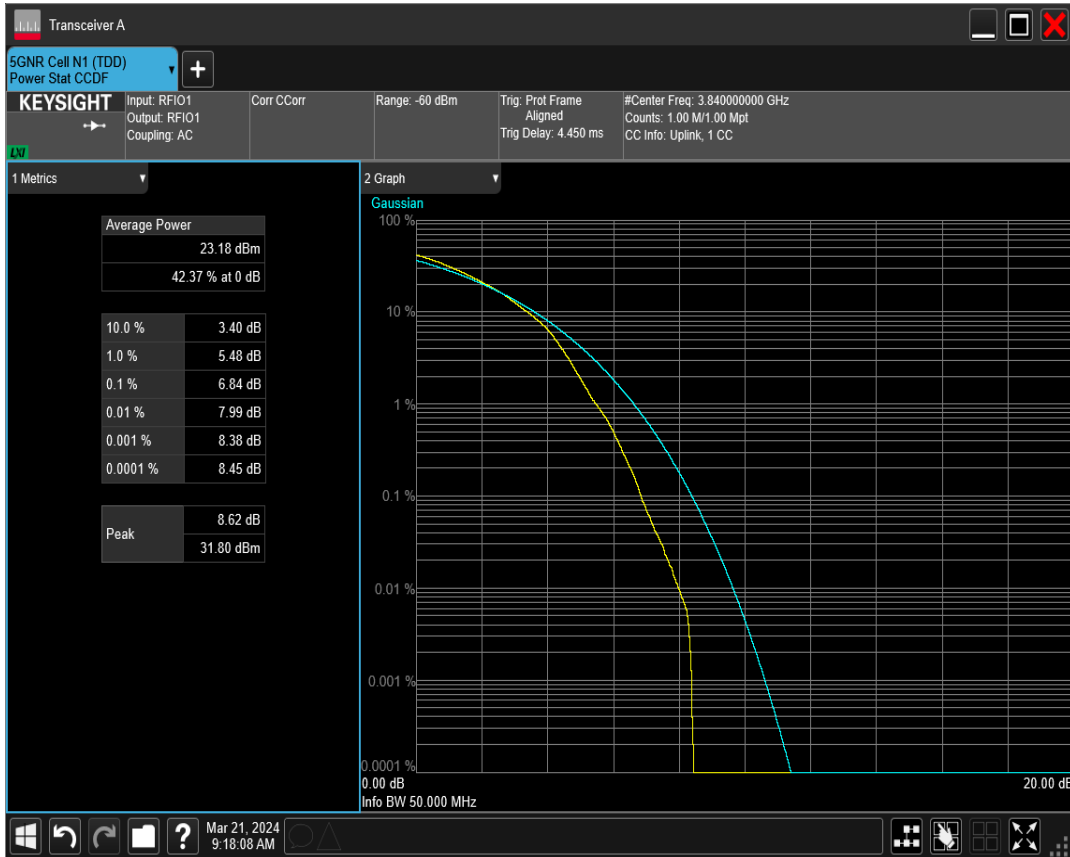 Transceiver A
5GNR Cell N1 (TDD)
Power Stat CCDF
+
KEYSIGHT
LXI
Input: RFIO1
Output: RFIO1
Coupling: AC
Corr CCorr
Range: -60 dBm
Trig: Prot Frame
Aligned
Trig Delay: 4.450 ms
#Center Freq: 3.840000000 GHz
Counts: 1.00 M/1.00 Mpt
CC Info: Uplink, 1 CC
1 Metrics
Average Power
23.18 dBm
42.37 % at 0 dB
10.0 % 3.40 dB
1.0 % 5.48 dB
0.1 % 6.84 dB
0.01 % 7.99 dB
0.001 % 8.38 dB
0.0001 % 8.45 dB
Peak
8.62 dB
31.80 dBm
2 Graph
Gaussian
100 %
10 %
1 %
0.1 %
0.01 %
0.001 %
0.0001 %
0.00 dB 20.00 dB
Info BW 50.000 MHz
?
Mar 21, 2024
9:18:08 AM